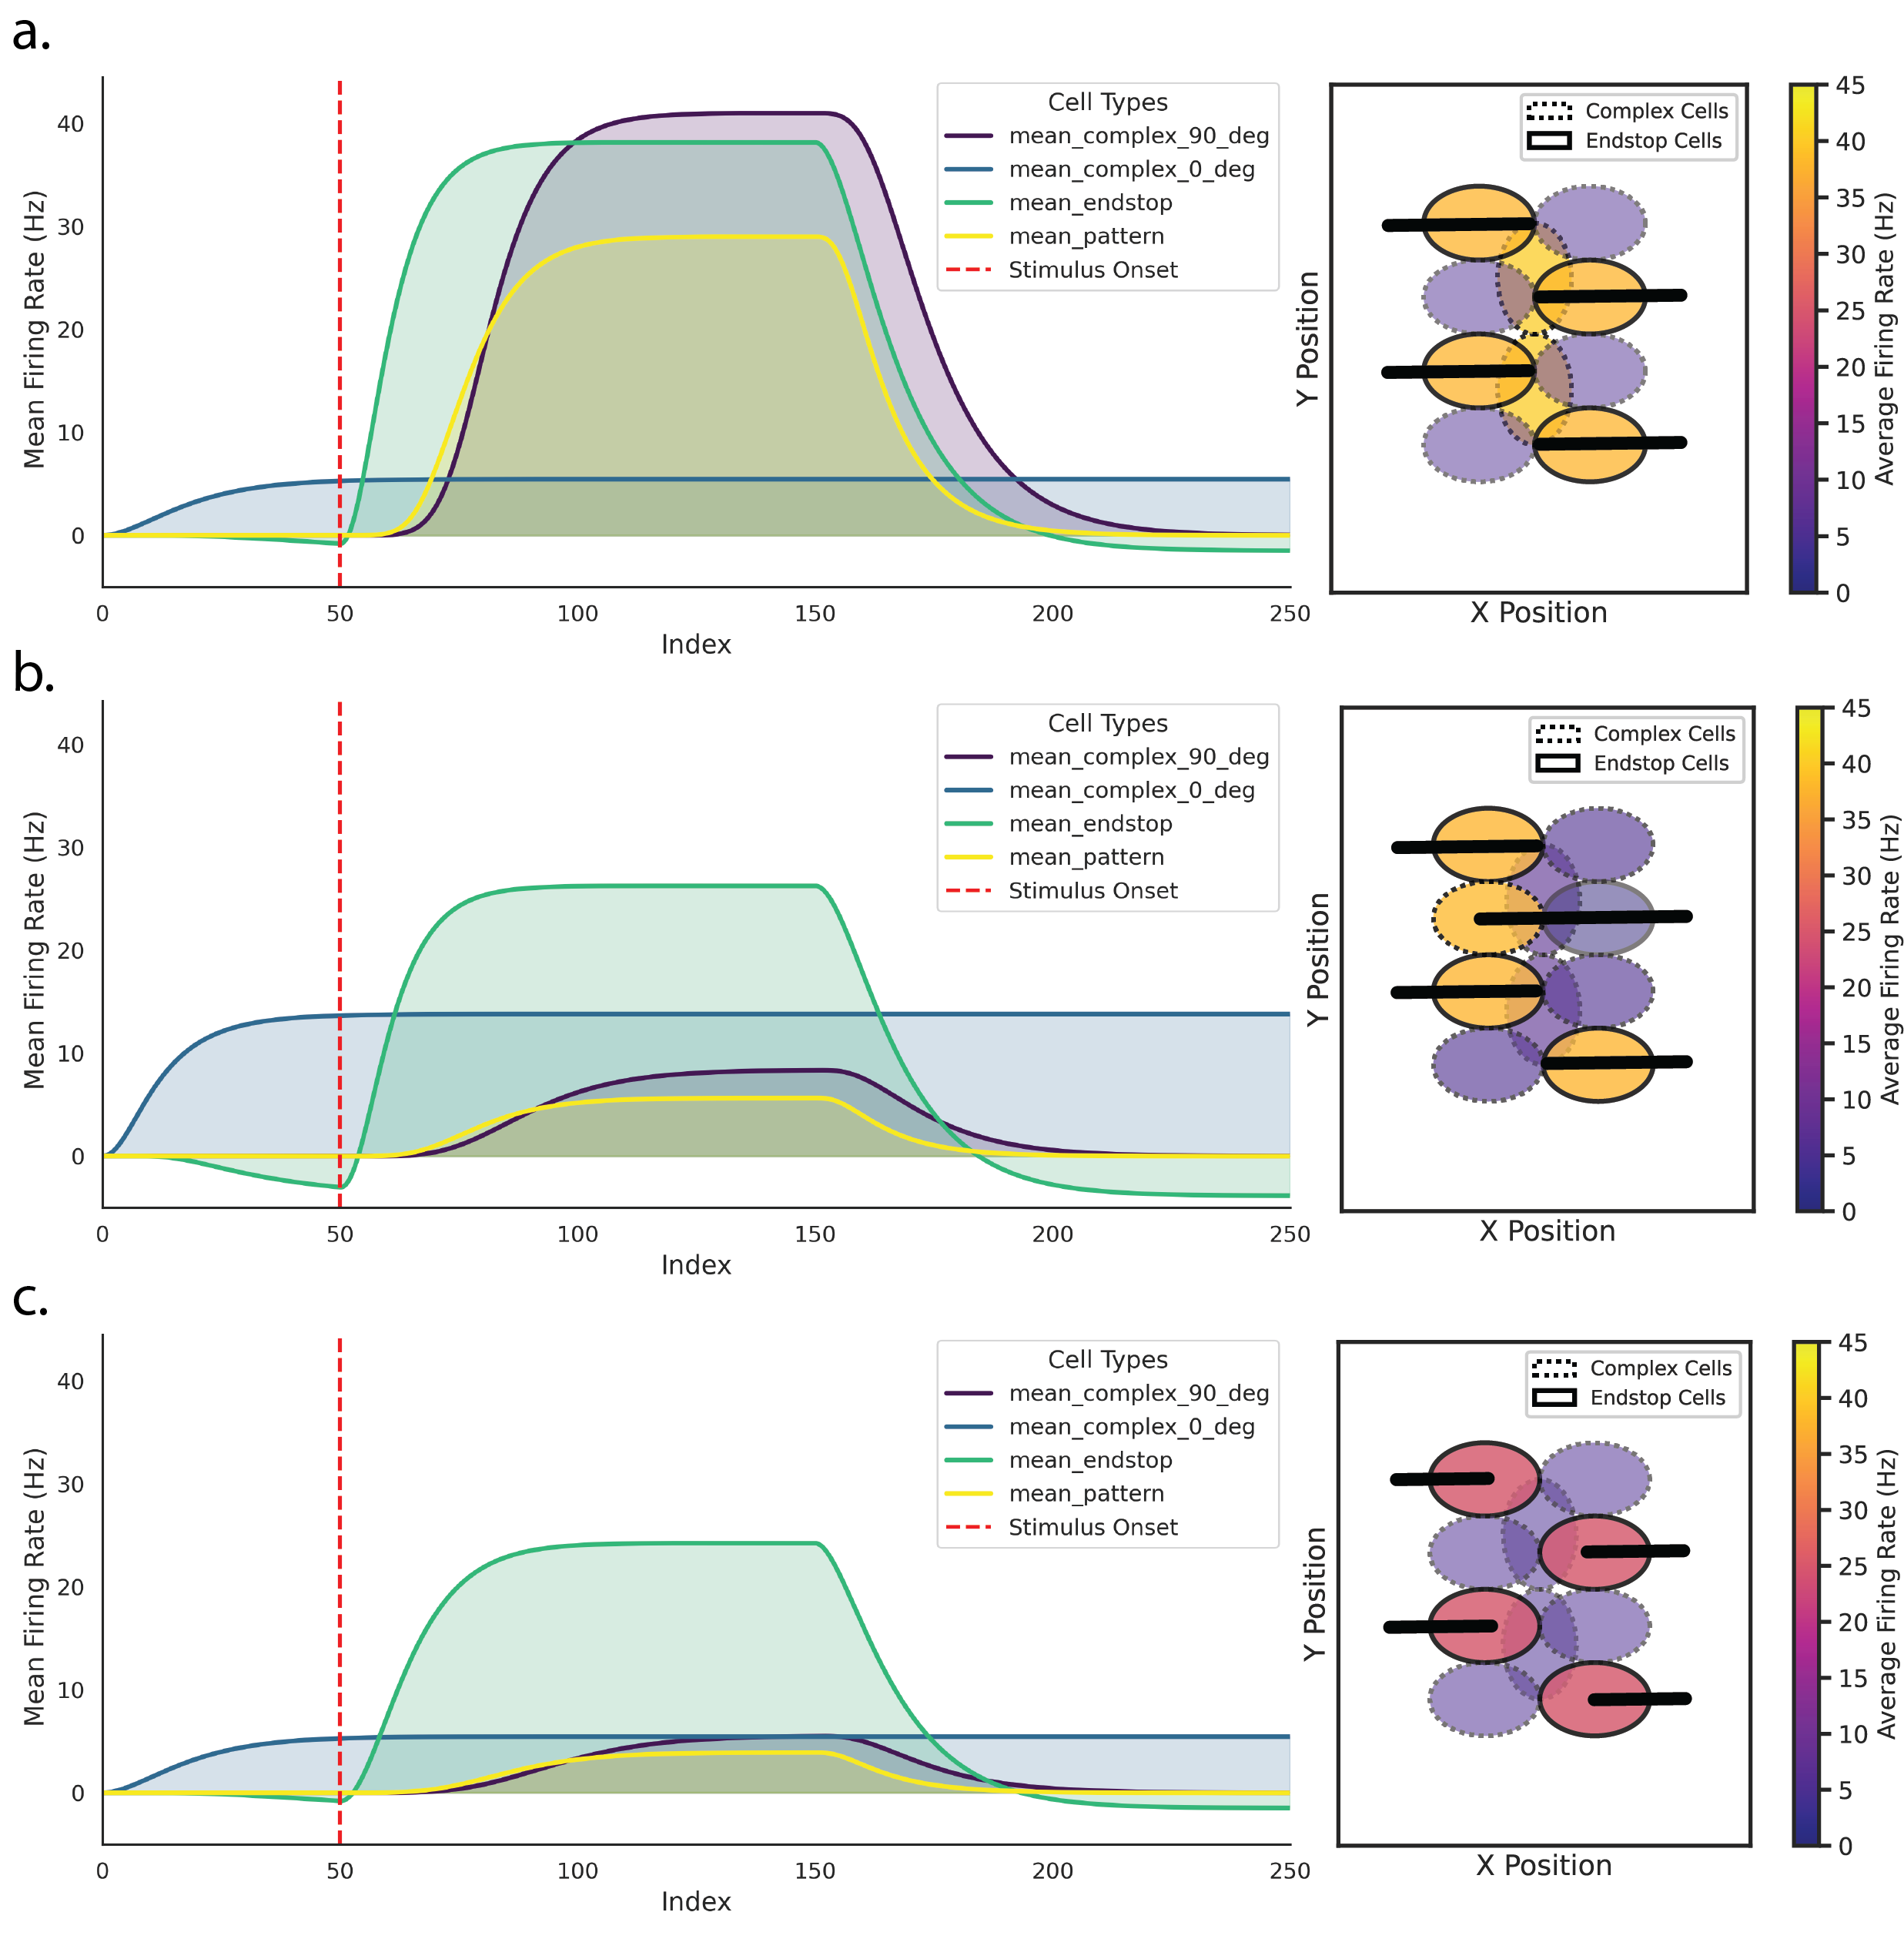 a.
Mean Firing Rate (Hz)
40
30
20
10
0
0 50 100 150 200 250
Index
Cell Types
mean_complex_90_deg
mean_complex_0_deg
mean_endstop
mean_pattern
Stimulus Onset
Y Position
X Position
Complex Cells
Endstop Cells
45
40
35
30
25
20
15
10
5
0
Average Firing Rate (Hz)
b.
Mean Firing Rate (Hz)
40
30
20
10
0
0 50 100 150 200 250
Index
Cell Types
mean_complex_90_deg
mean_complex_0_deg
mean_endstop
mean_pattern
Stimulus Onset
Y Position
X Position
Complex Cells
Endstop Cells
45
40
35
30
25
20
15
10
5
0
Average Firing Rate (Hz)
c.
Mean Firing Rate (Hz)
40
30
20
10
0
0 50 100 150 200 250
Index
Cell Types
mean_complex_90_deg
mean_complex_0_deg
mean_endstop
mean_pattern
Stimulus Onset
Y Position
X Position
Complex Cells
Endstop Cells
45
40
35
30
25
20
15
10
5
0
Average Firing Rate (Hz)